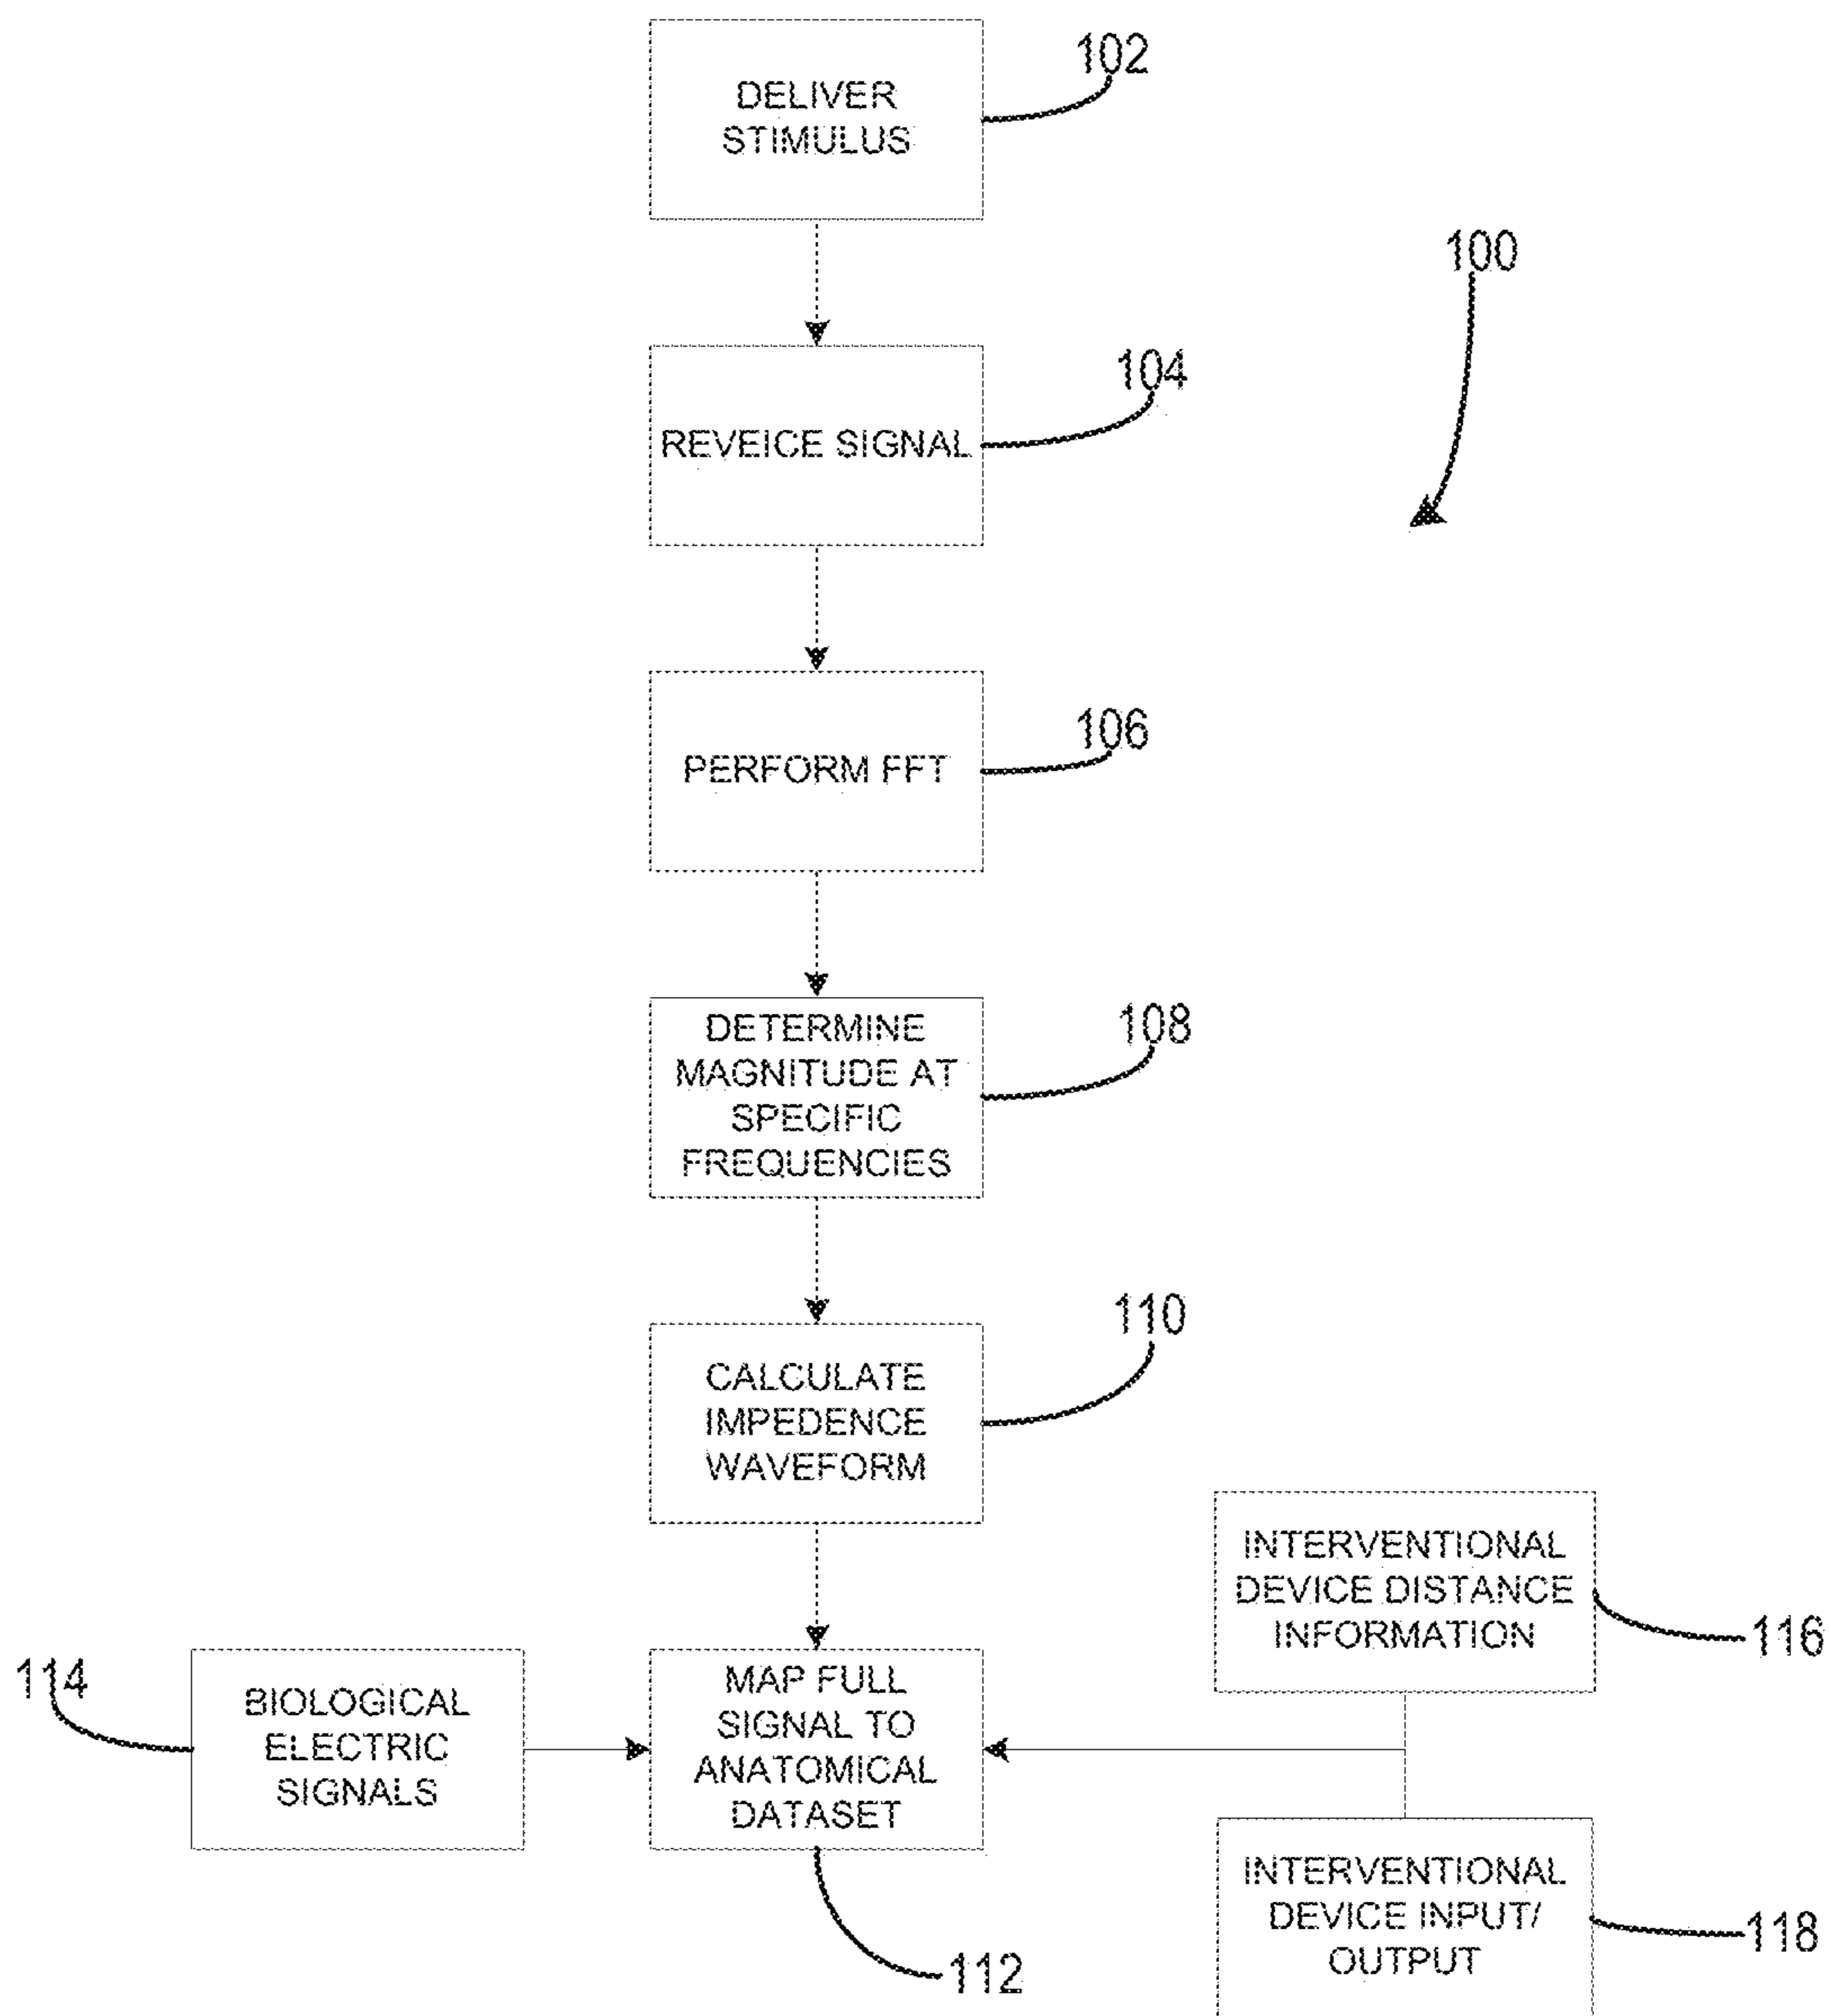 102
DELIVER
STIMULUS
100
104
REVEICE SIGNAL
106
PERFORM FFT
108
DETERMINE
MAGNITUDE AT
SPECIFIC
FREQUENCIES
110
CALCULATE
IMPEDENCE
WAVEFORM
INTERVENTIONAL
DEVICE DISTANCE
INFORMATION
116
114
BIOLOGICAL
ELECTRIC
SIGNALS
MAP FULL
SIGNAL TO
ANATOMICAL
DATASET
112
INTERVENTIONAL
DEVICE INPUT/
OUTPUT
118